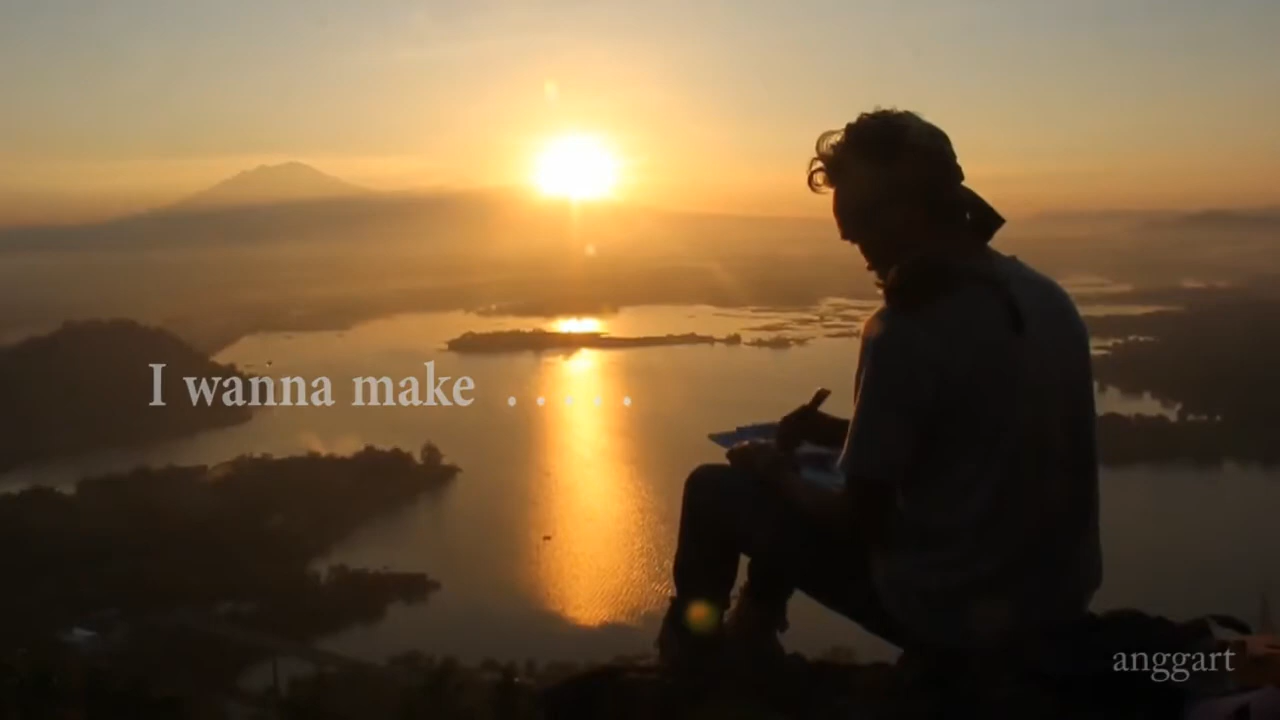 I wanna make . . . . .
anggart